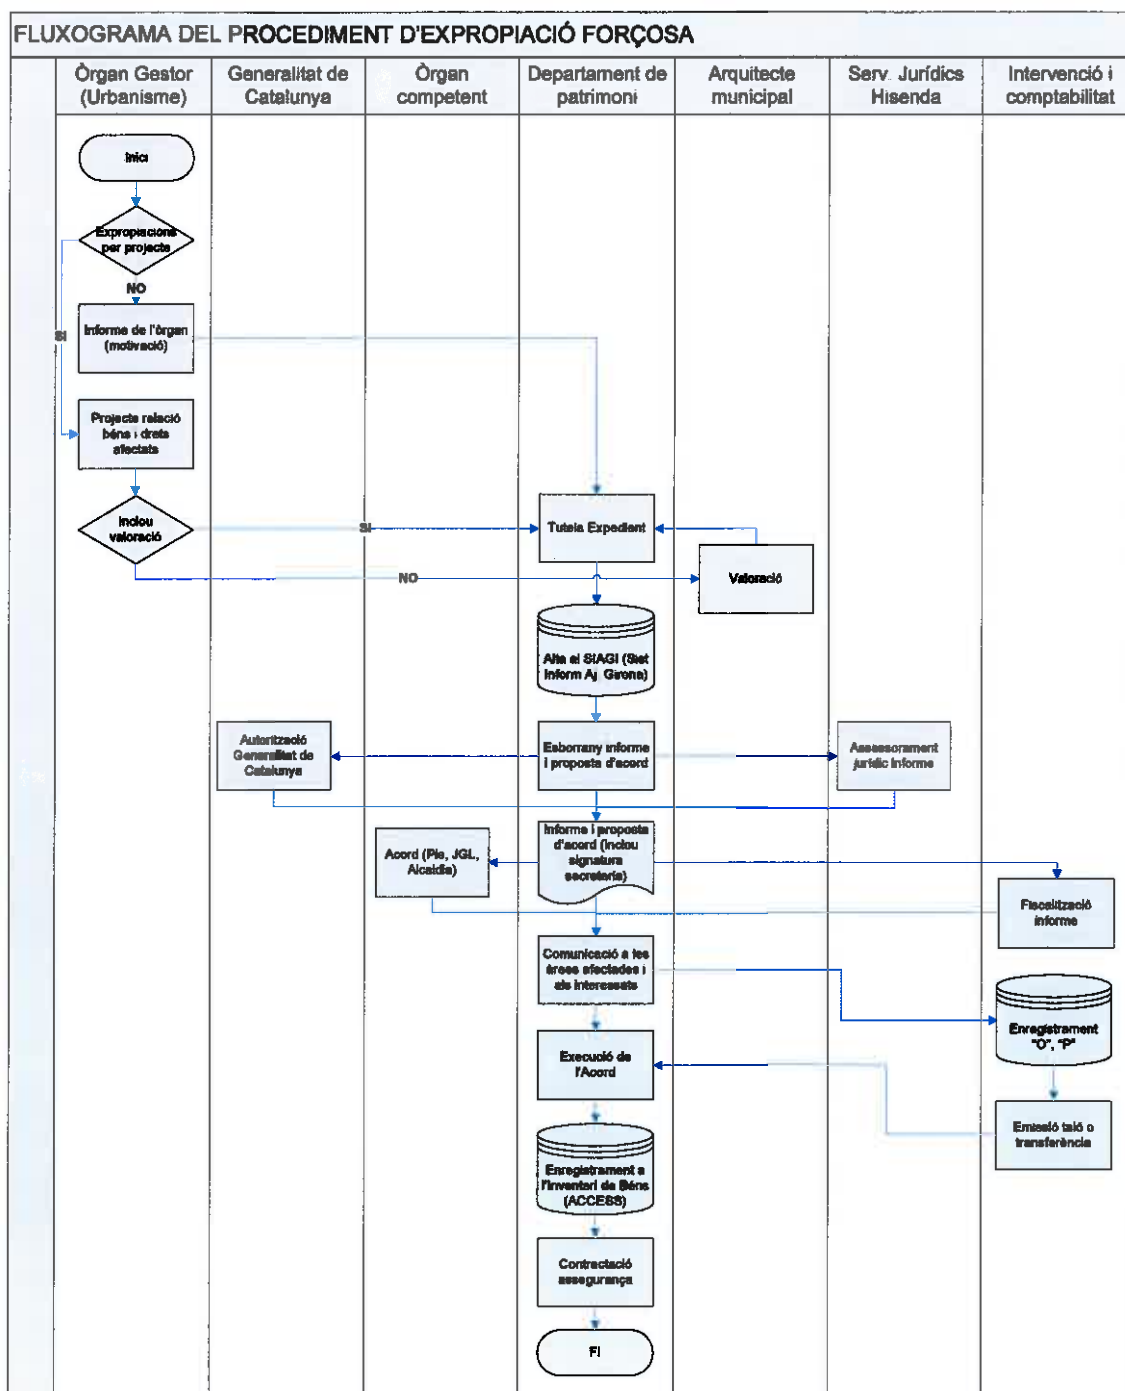 FLUXOGRAMA DEL PROCEDIMENT D'EXPROPIACIÓ FORÇOSA
Òrgan Gestor
(Urbanisme)
Generalitat de
Catalunya
Òrgan
competent
Departament de
patrimoni
Arquitecte
municipal
Serv. Jurídics
Hisenda
Intervenció i
comptabilitat
Inici
Expropiacions
per projecte
NO
SI
Informe de l'òrgan
(motivació)
Projecte relació
béns i drets
afectats
Inclou
valoració
SI
Tutela Expedient
NO
Valoració
Alta al SIAGI (Sist
Inform Aj Girona)
Autorització
Generalitat de
Catalunya
Esborrany informe
i proposta d'acord
Assessorament
jurídic informe
Acord (Ple, JGL,
Alcaldia)
Informe i proposta
d'acord (inclou
signatura
secretaria)
Fiscalització
informe
Comunicació a les
àrees afectades i
als interessats
Enregistrament
"O", "P"
Execució de
l'Acord
Emissió taló o
transferència
Enregistrament a
l'Inventari de Béns
(ACCESS)
Contractació
assegurança
FI